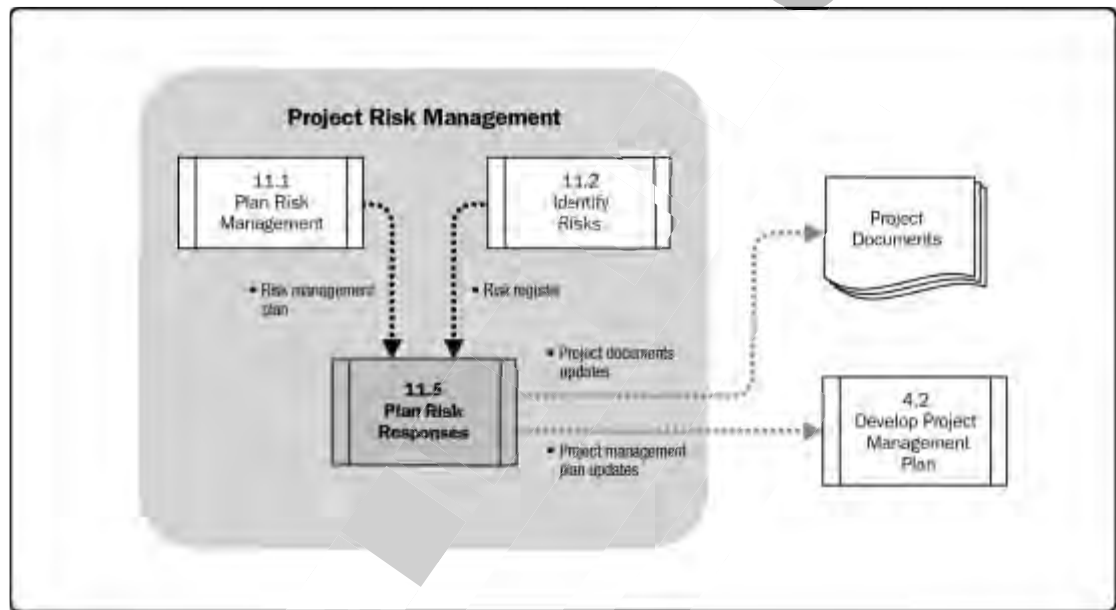 Project Risk Management
11.1
Plan Risk
Management
11.2
Identify
Risks
• Risk management
plan
• Risk register
11.5
Plan Risk
Responses
• Project documents
updates
• Project management
plan updates
Project
Documents
4.2
Develop Project
Management
Plan